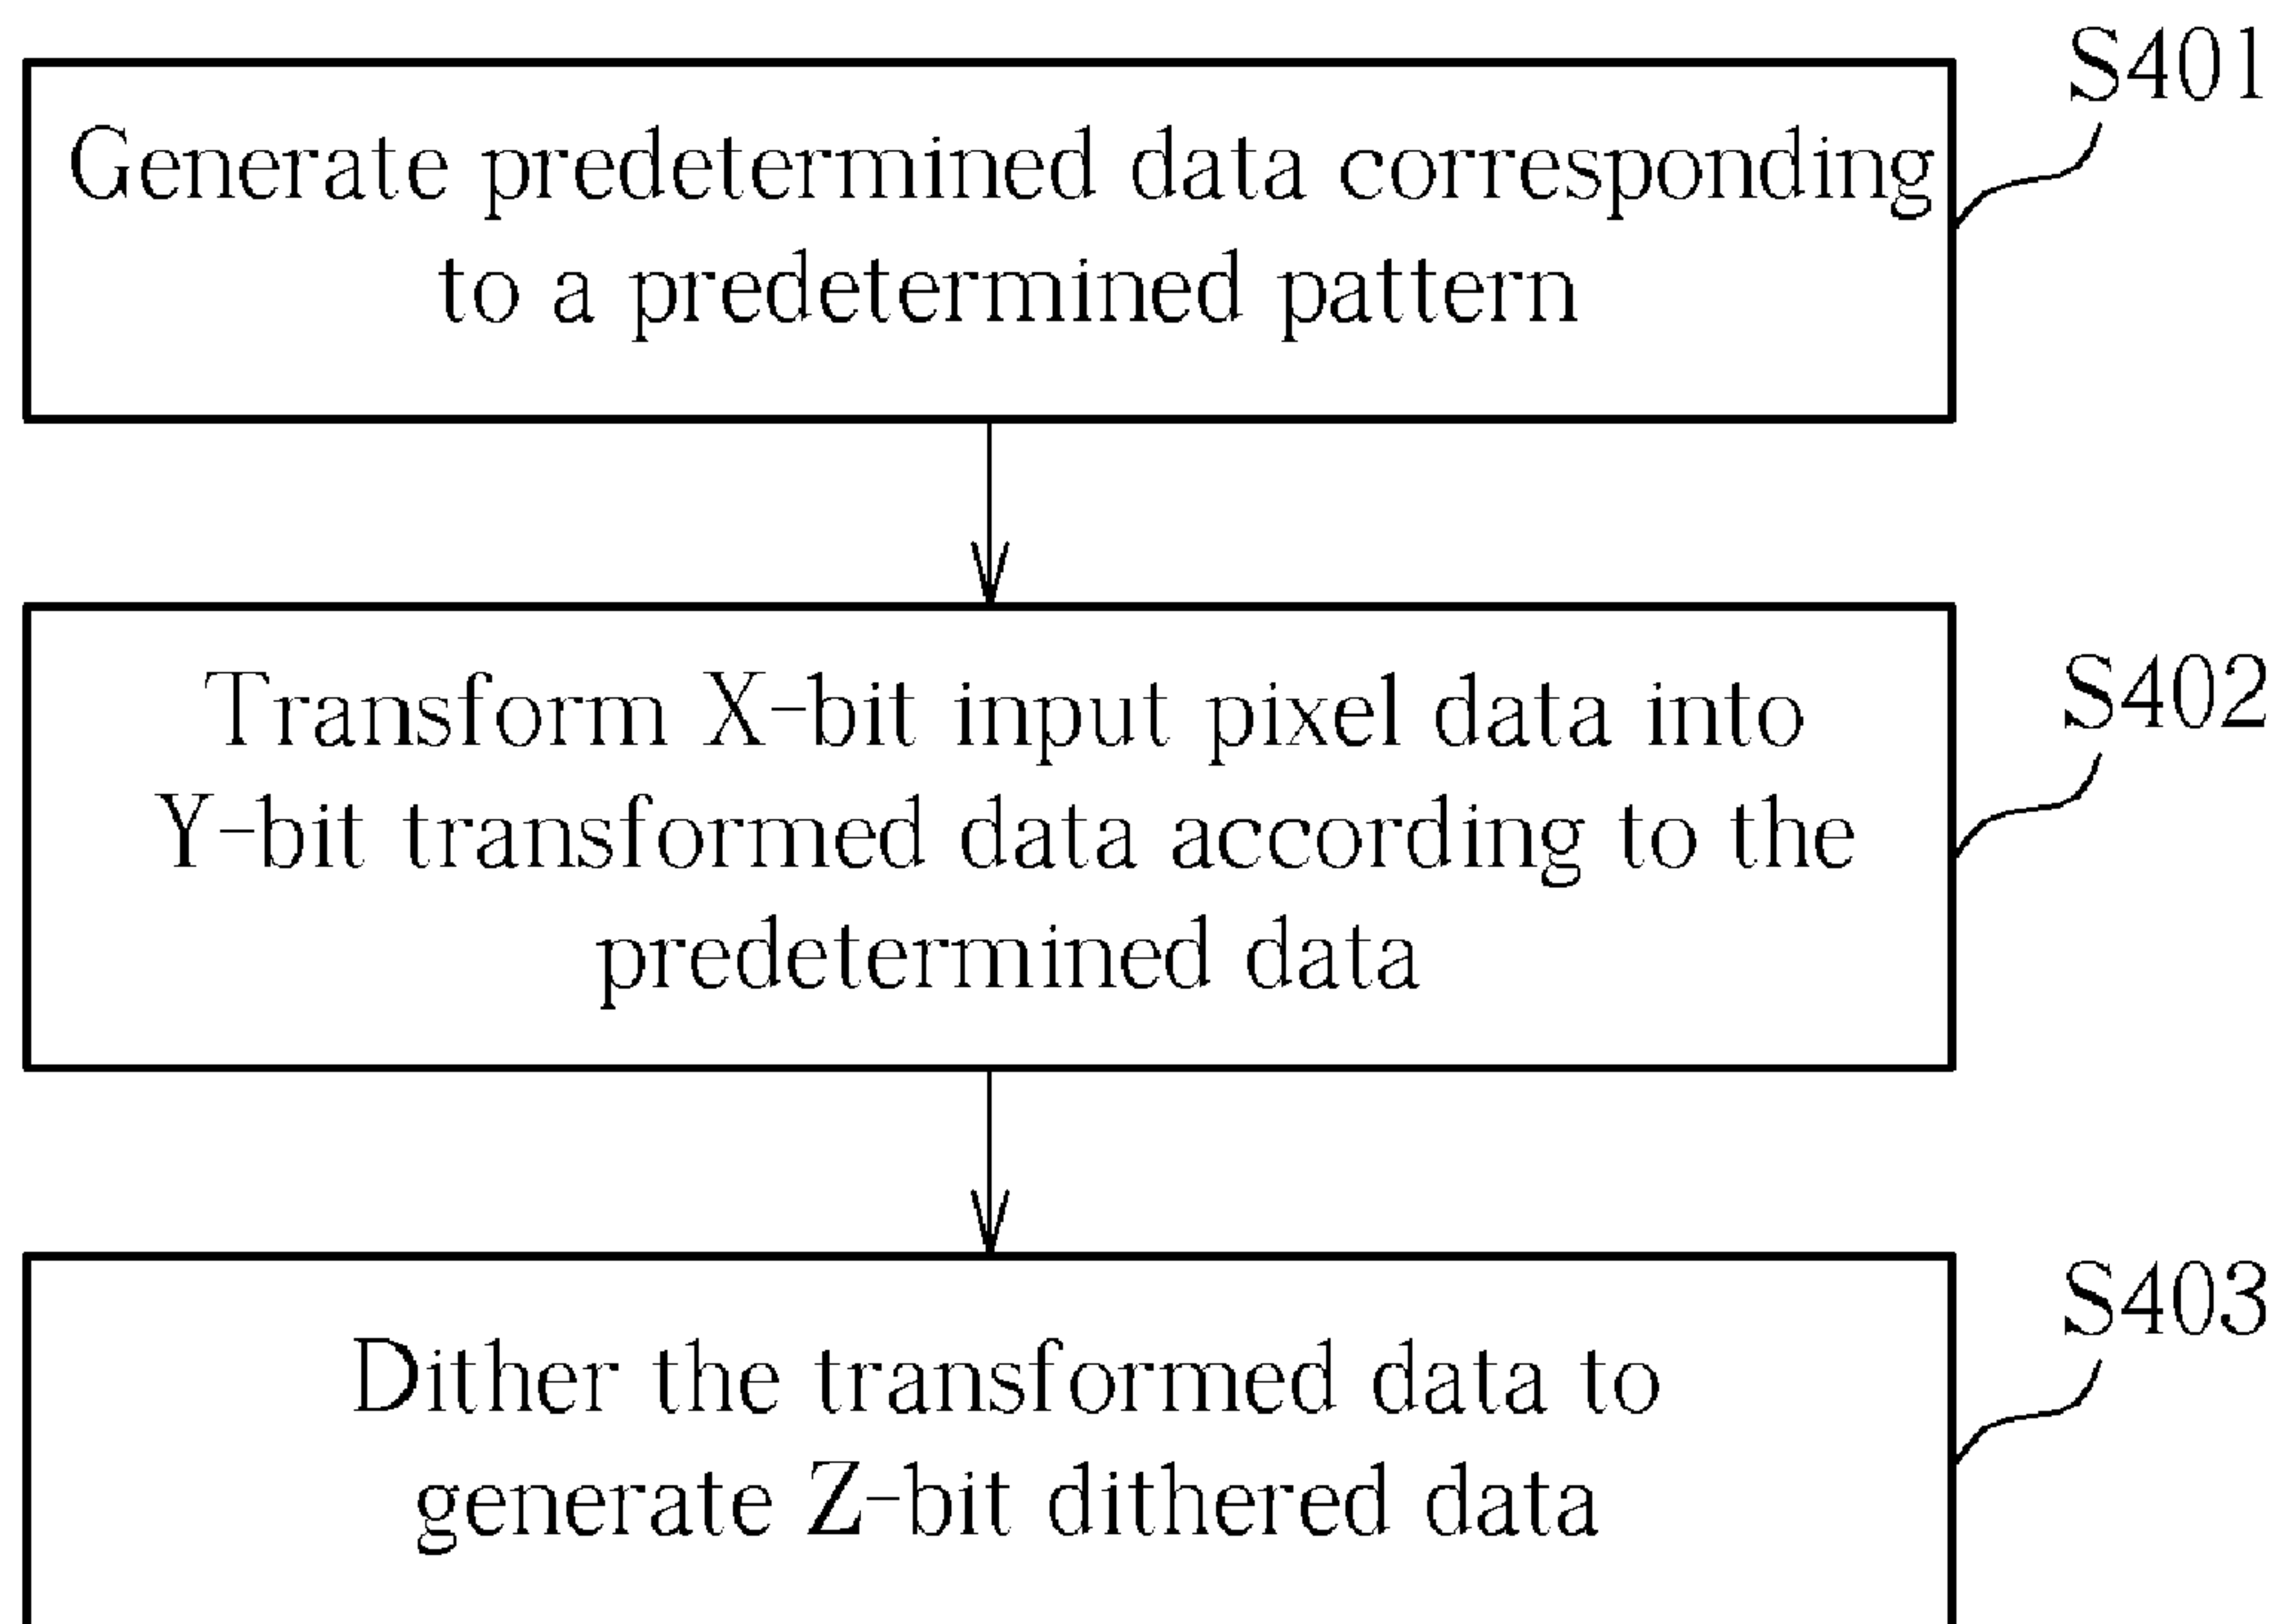 S401
Generate predetermined data corresponding
to a predetermined pattern
S402
Transform X-bit input pixel data into
Y-bit transformed data according to the
predetermined data
S403
Dither the transformed data to
generate Z-bit dithered data